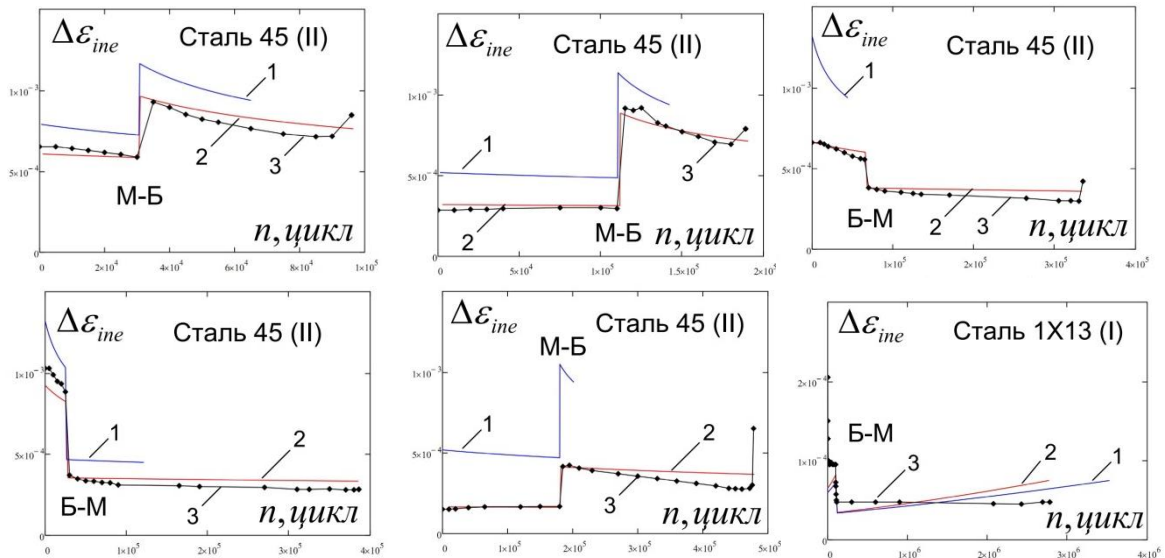 Δε_ine Сталь 45 (II)
1×10⁻³
5×10⁻⁴
0
1
2
3
М-Б
n, цикл
0 2×10⁴ 4×10⁴ 6×10⁴ 8×10⁴ 1×10⁵
Δε_ine Сталь 45 (II)
1×10⁻³
5×10⁻⁴
0
1
2
3
М-Б n, цикл
0 5×10⁴ 1×10⁵ 1.5×10⁵ 2×10⁵
Δε_ine Сталь 45 (II)
1×10⁻³
5×10⁻⁴
0
1
Б-М
2 3
n, цикл
0 1×10⁵ 2×10⁵ 3×10⁵ 4×10⁵
Δε_ine Сталь 45 (II)
1×10⁻³
5×10⁻⁴
0
1 2
3
Б-М
n, цикл
0 1×10⁵ 2×10⁵ 3×10⁵ 4×10⁵
Δε_ine Сталь 45 (II)
М-Б
1×10⁻³
5×10⁻⁴
0
1
2
3
n, цикл
0 1×10⁵ 2×10⁵ 3×10⁵ 4×10⁵ 5×10⁵
Δε_ine Сталь 1Х13 (I)
2×10⁻⁴
1×10⁻⁴
0
Б-М
3 2 1
n, цикл
0 1×10⁶ 2×10⁶ 3×10⁶ 4×10⁶